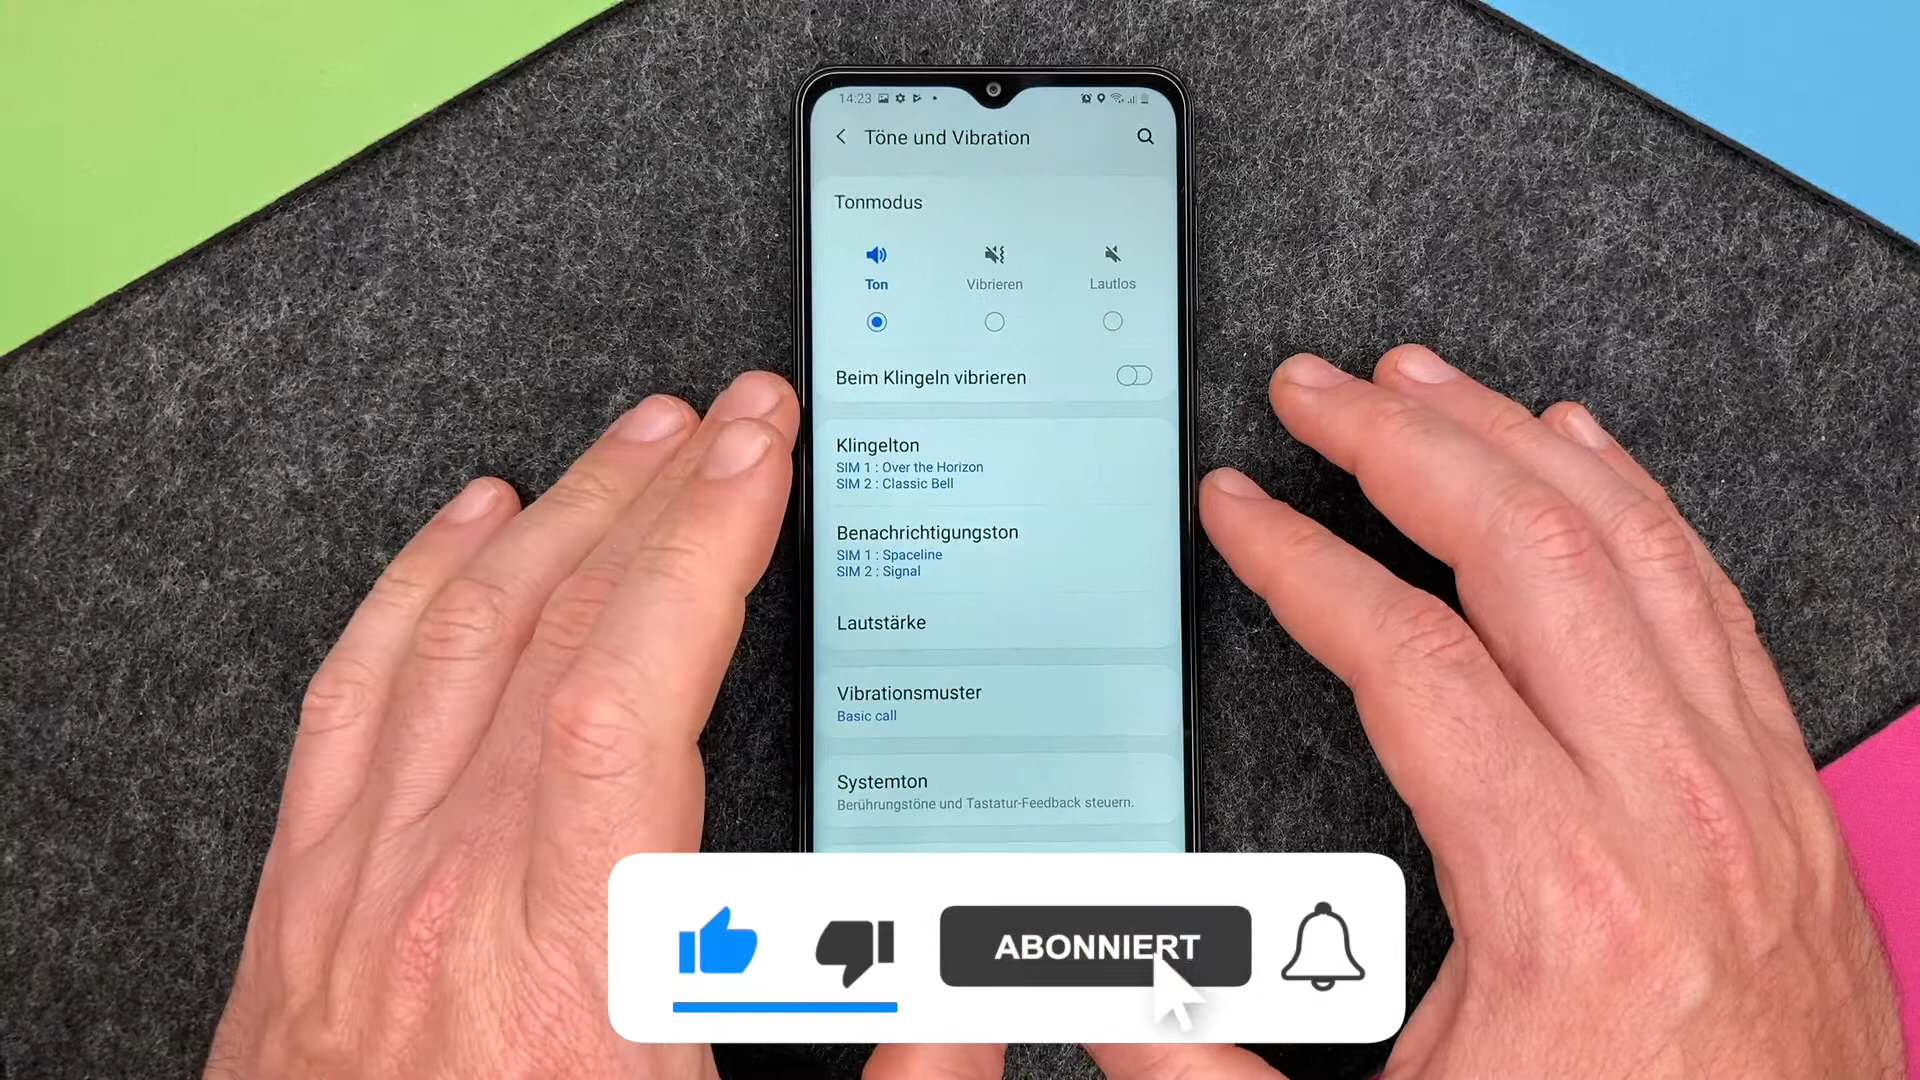 14:23
Töne und Vibration
Tonmodus
Ton
Vibrieren
Lautlos
Beim Klingeln vibrieren
Klingelton
SIM 1 : Over the Horizon
SIM 2 : Classic Bell
Benachrichtigungston
SIM 1 : Spaceline
SIM 2 : Signal
Lautstärke
Vibrationsmuster
Basic call
Systemton
Berührungstöne und Tastatur-Feedback steuern.
ABONNIERT